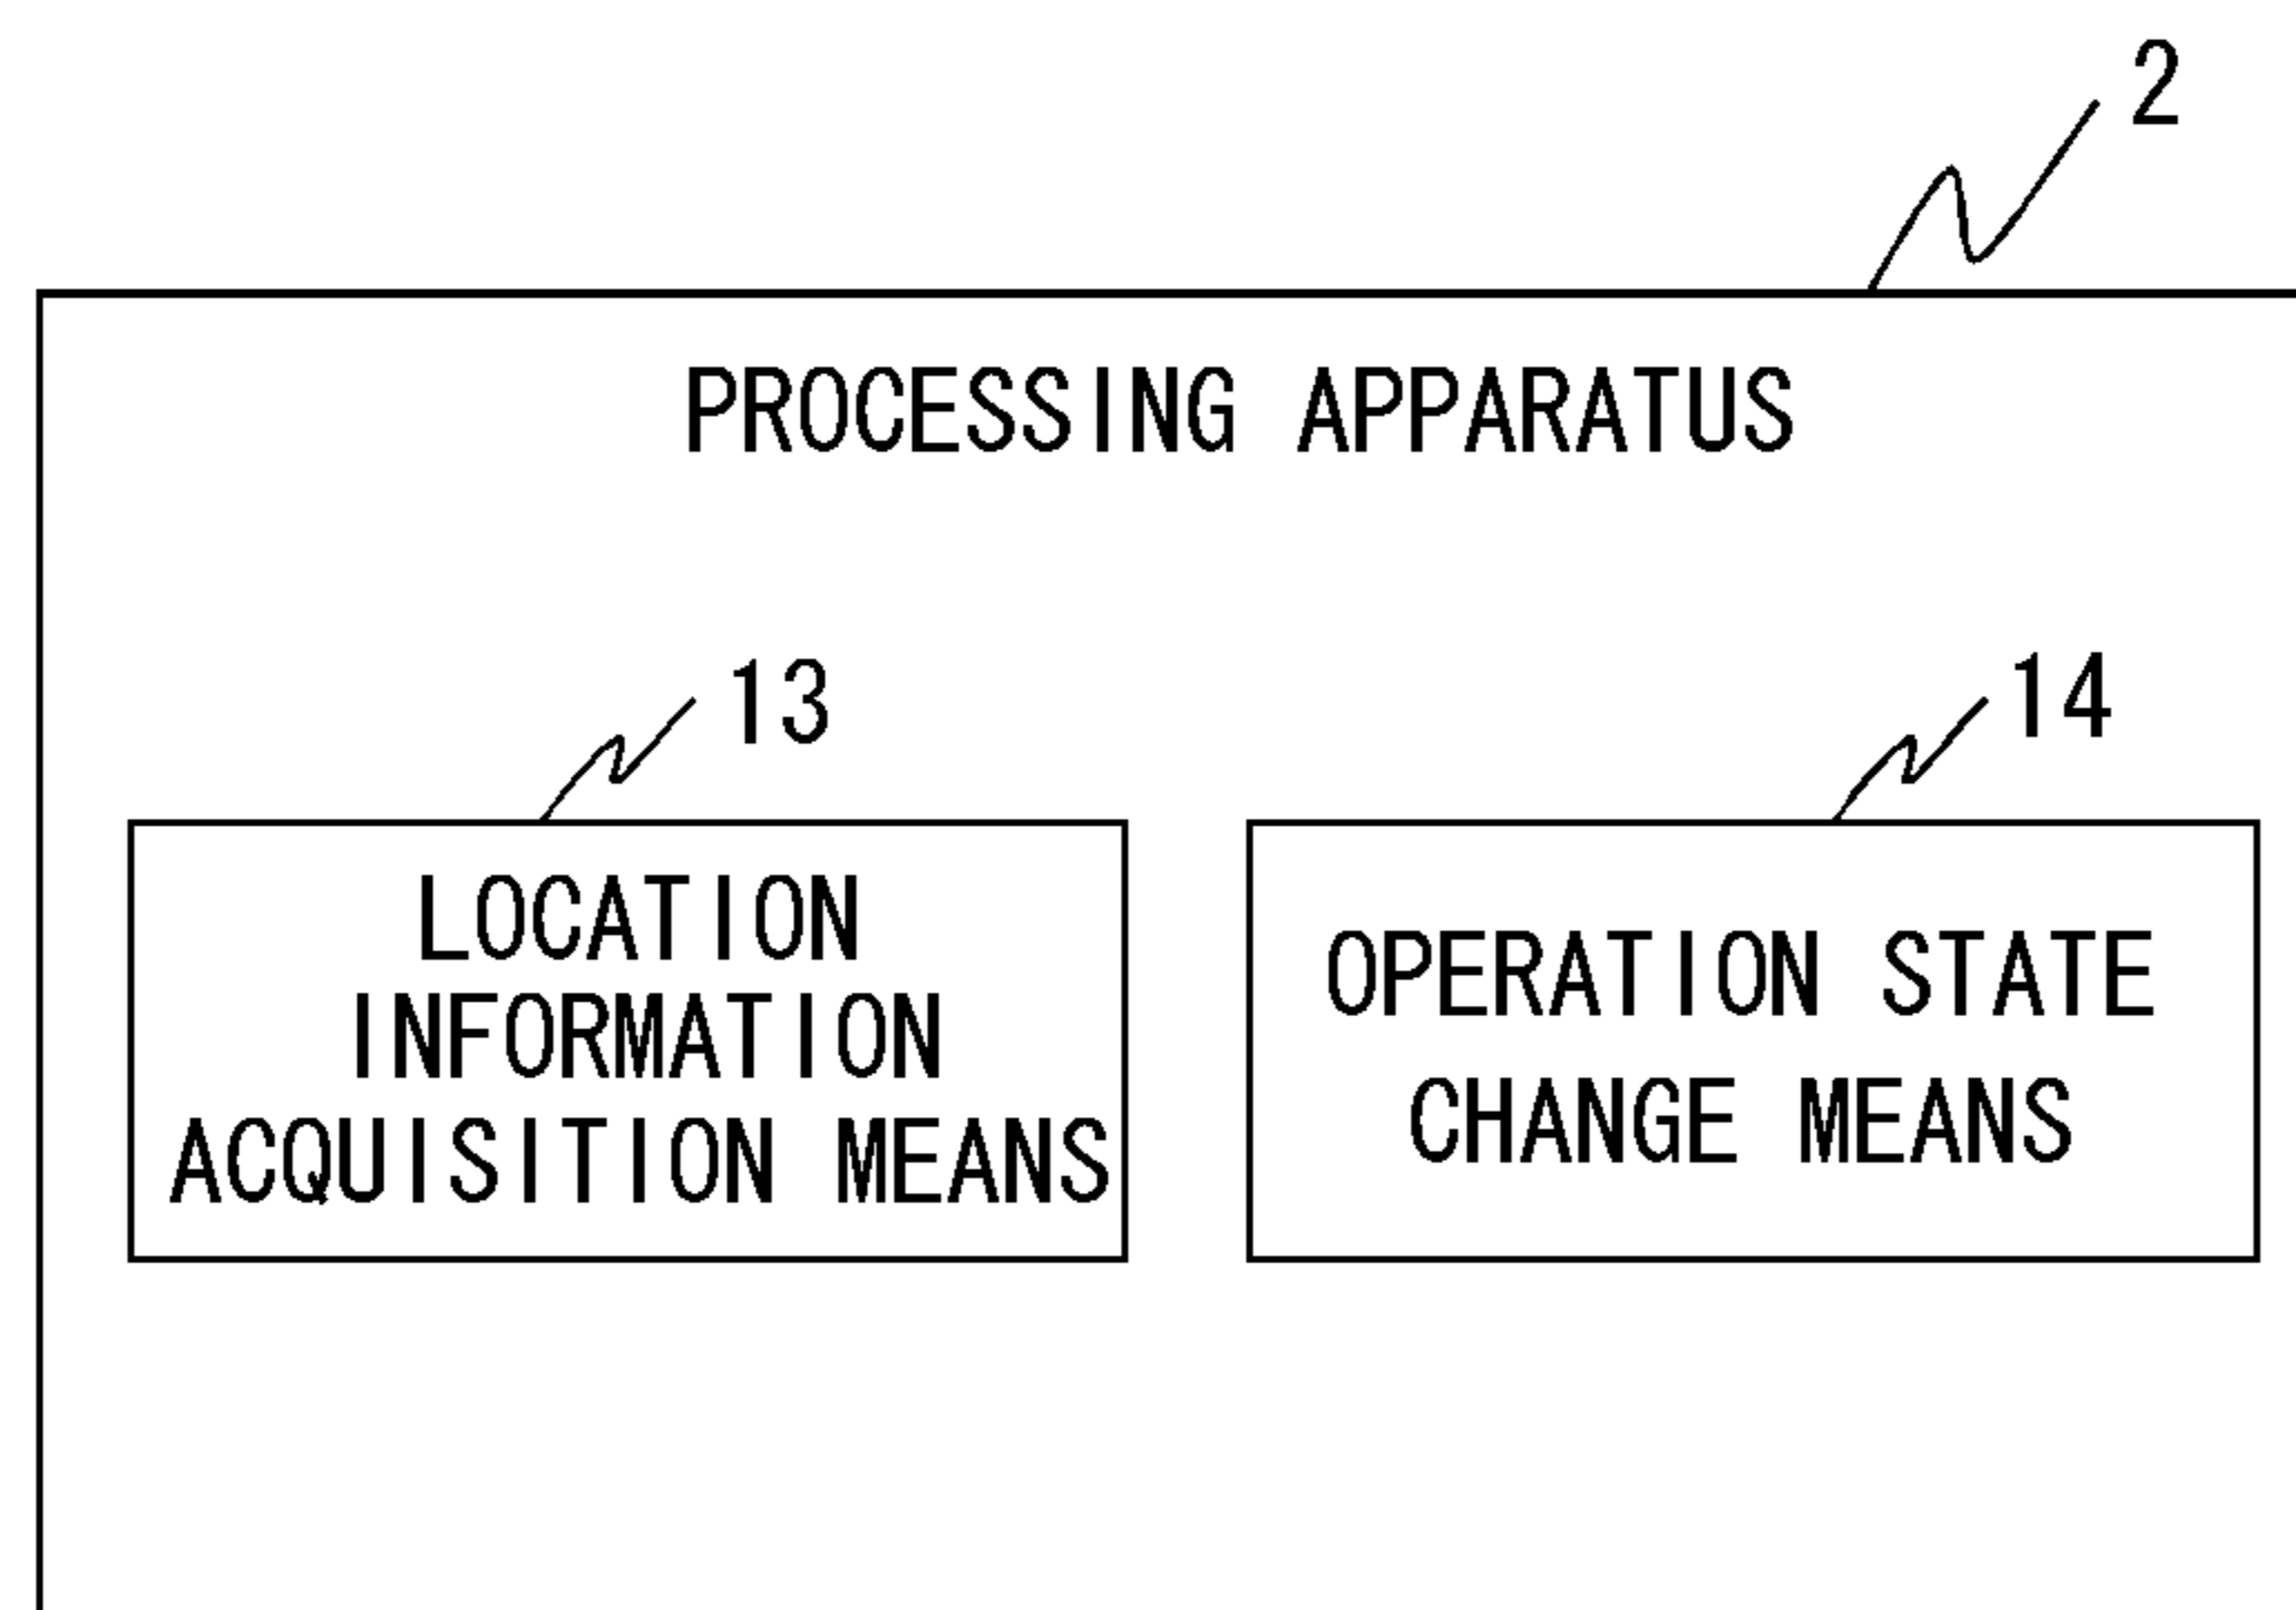 2
PROCESSING APPARATUS
13
14
LOCATION
INFORMATION
ACQUISITION MEANS
OPERATION STATE
CHANGE MEANS